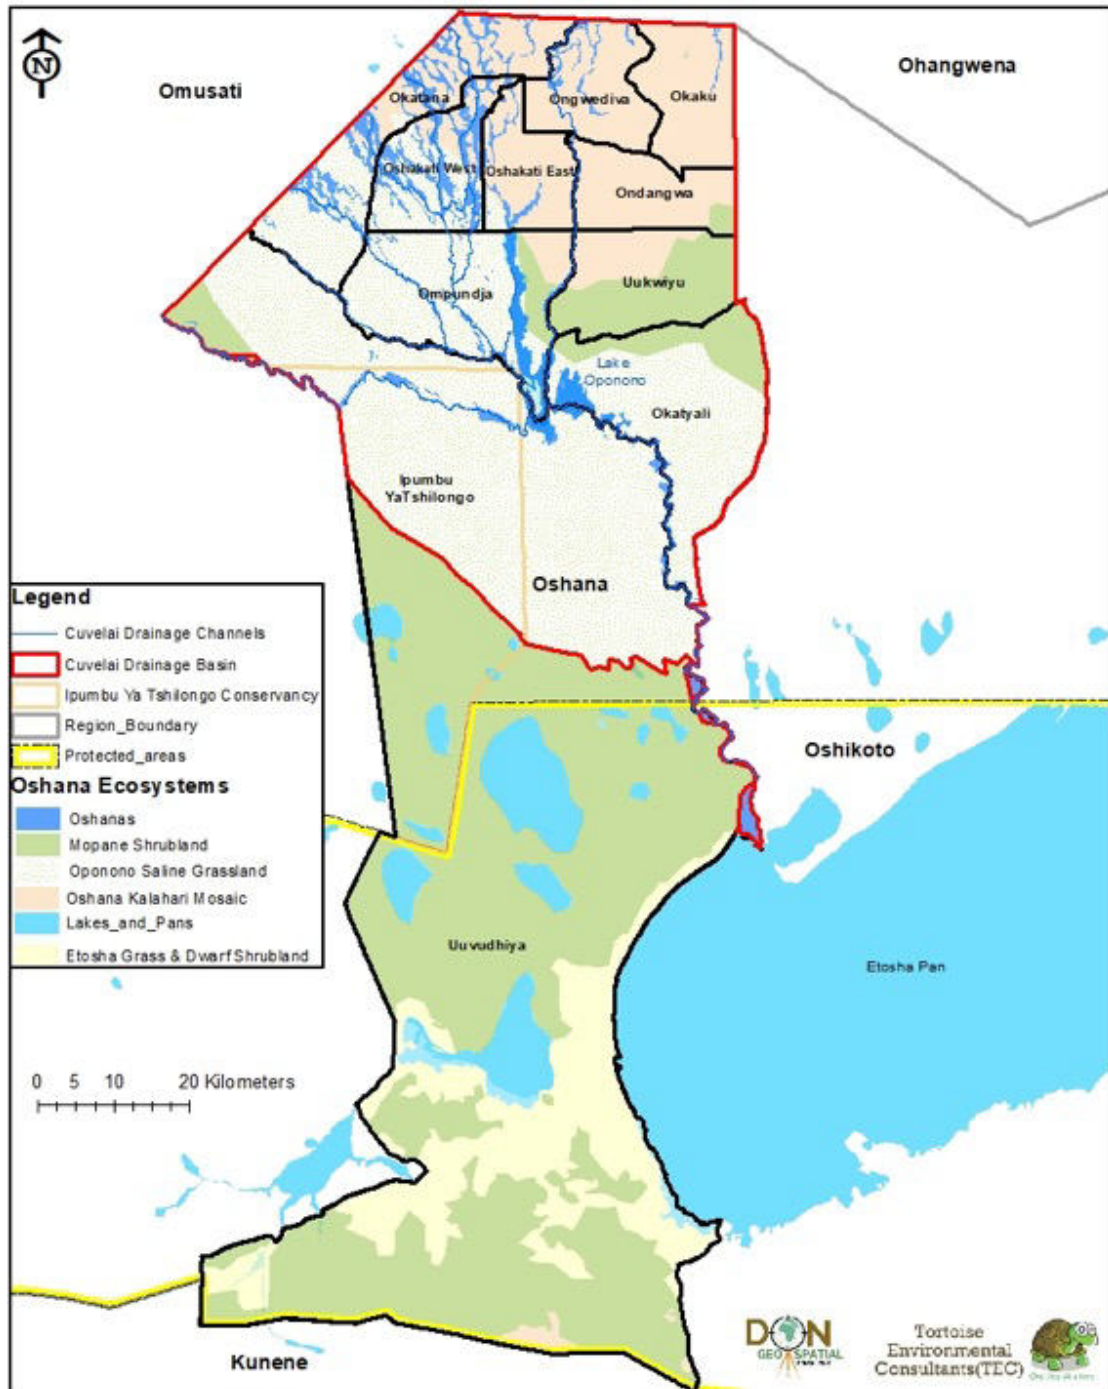 N
Omusati
Ohangwena
Okatana
Ongwediva
Okaku
Oshakati West
Oshakati East
Ondangwa
Uukwiyu
Ompundja
Lake
Oponono
Okatyali
Ipumbu
YaTshilongo
Oshana
Legend
Cuvelai Drainage Channels
Cuvelai Drainage Basin
Ipumbu Ya Tshilongo Conservancy
Region_Boundary
Protected_areas
Oshana Ecosystems
Oshanas
Mopane Shrubland
Oponono Saline Grassland
Oshana Kalahari Mosaic
Lakes_and_Pans
Etosha Grass & Dwarf Shrubland
Oshikoto
Uuvudhiya
Etosha Pan
0 5 10 20 Kilometers
Kunene
DON
GEOSPATIAL
Tortoise
Environmental
Consultants(TEC)